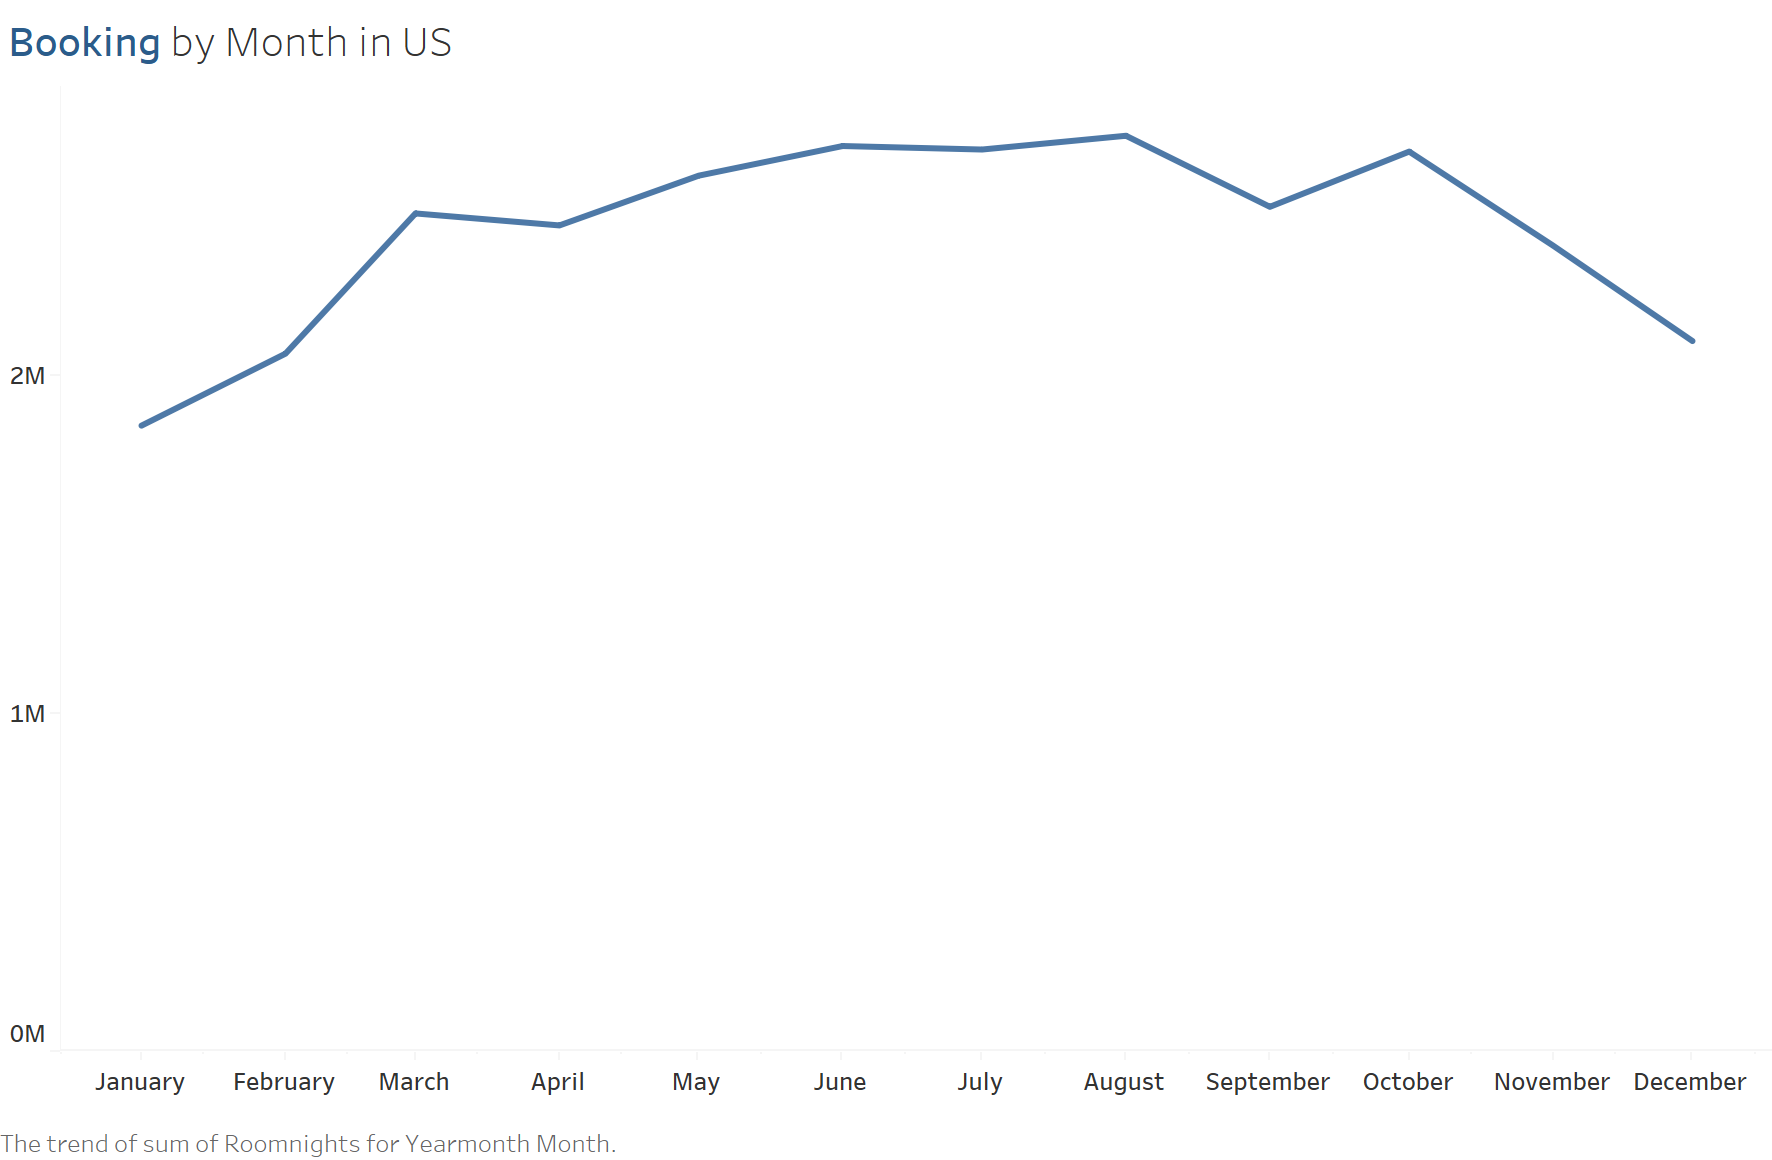 Booking by Month in US
2M
1M
0M
January February March April May June July August September October November December
The trend of sum of Roomnights for Yearmonth Month.